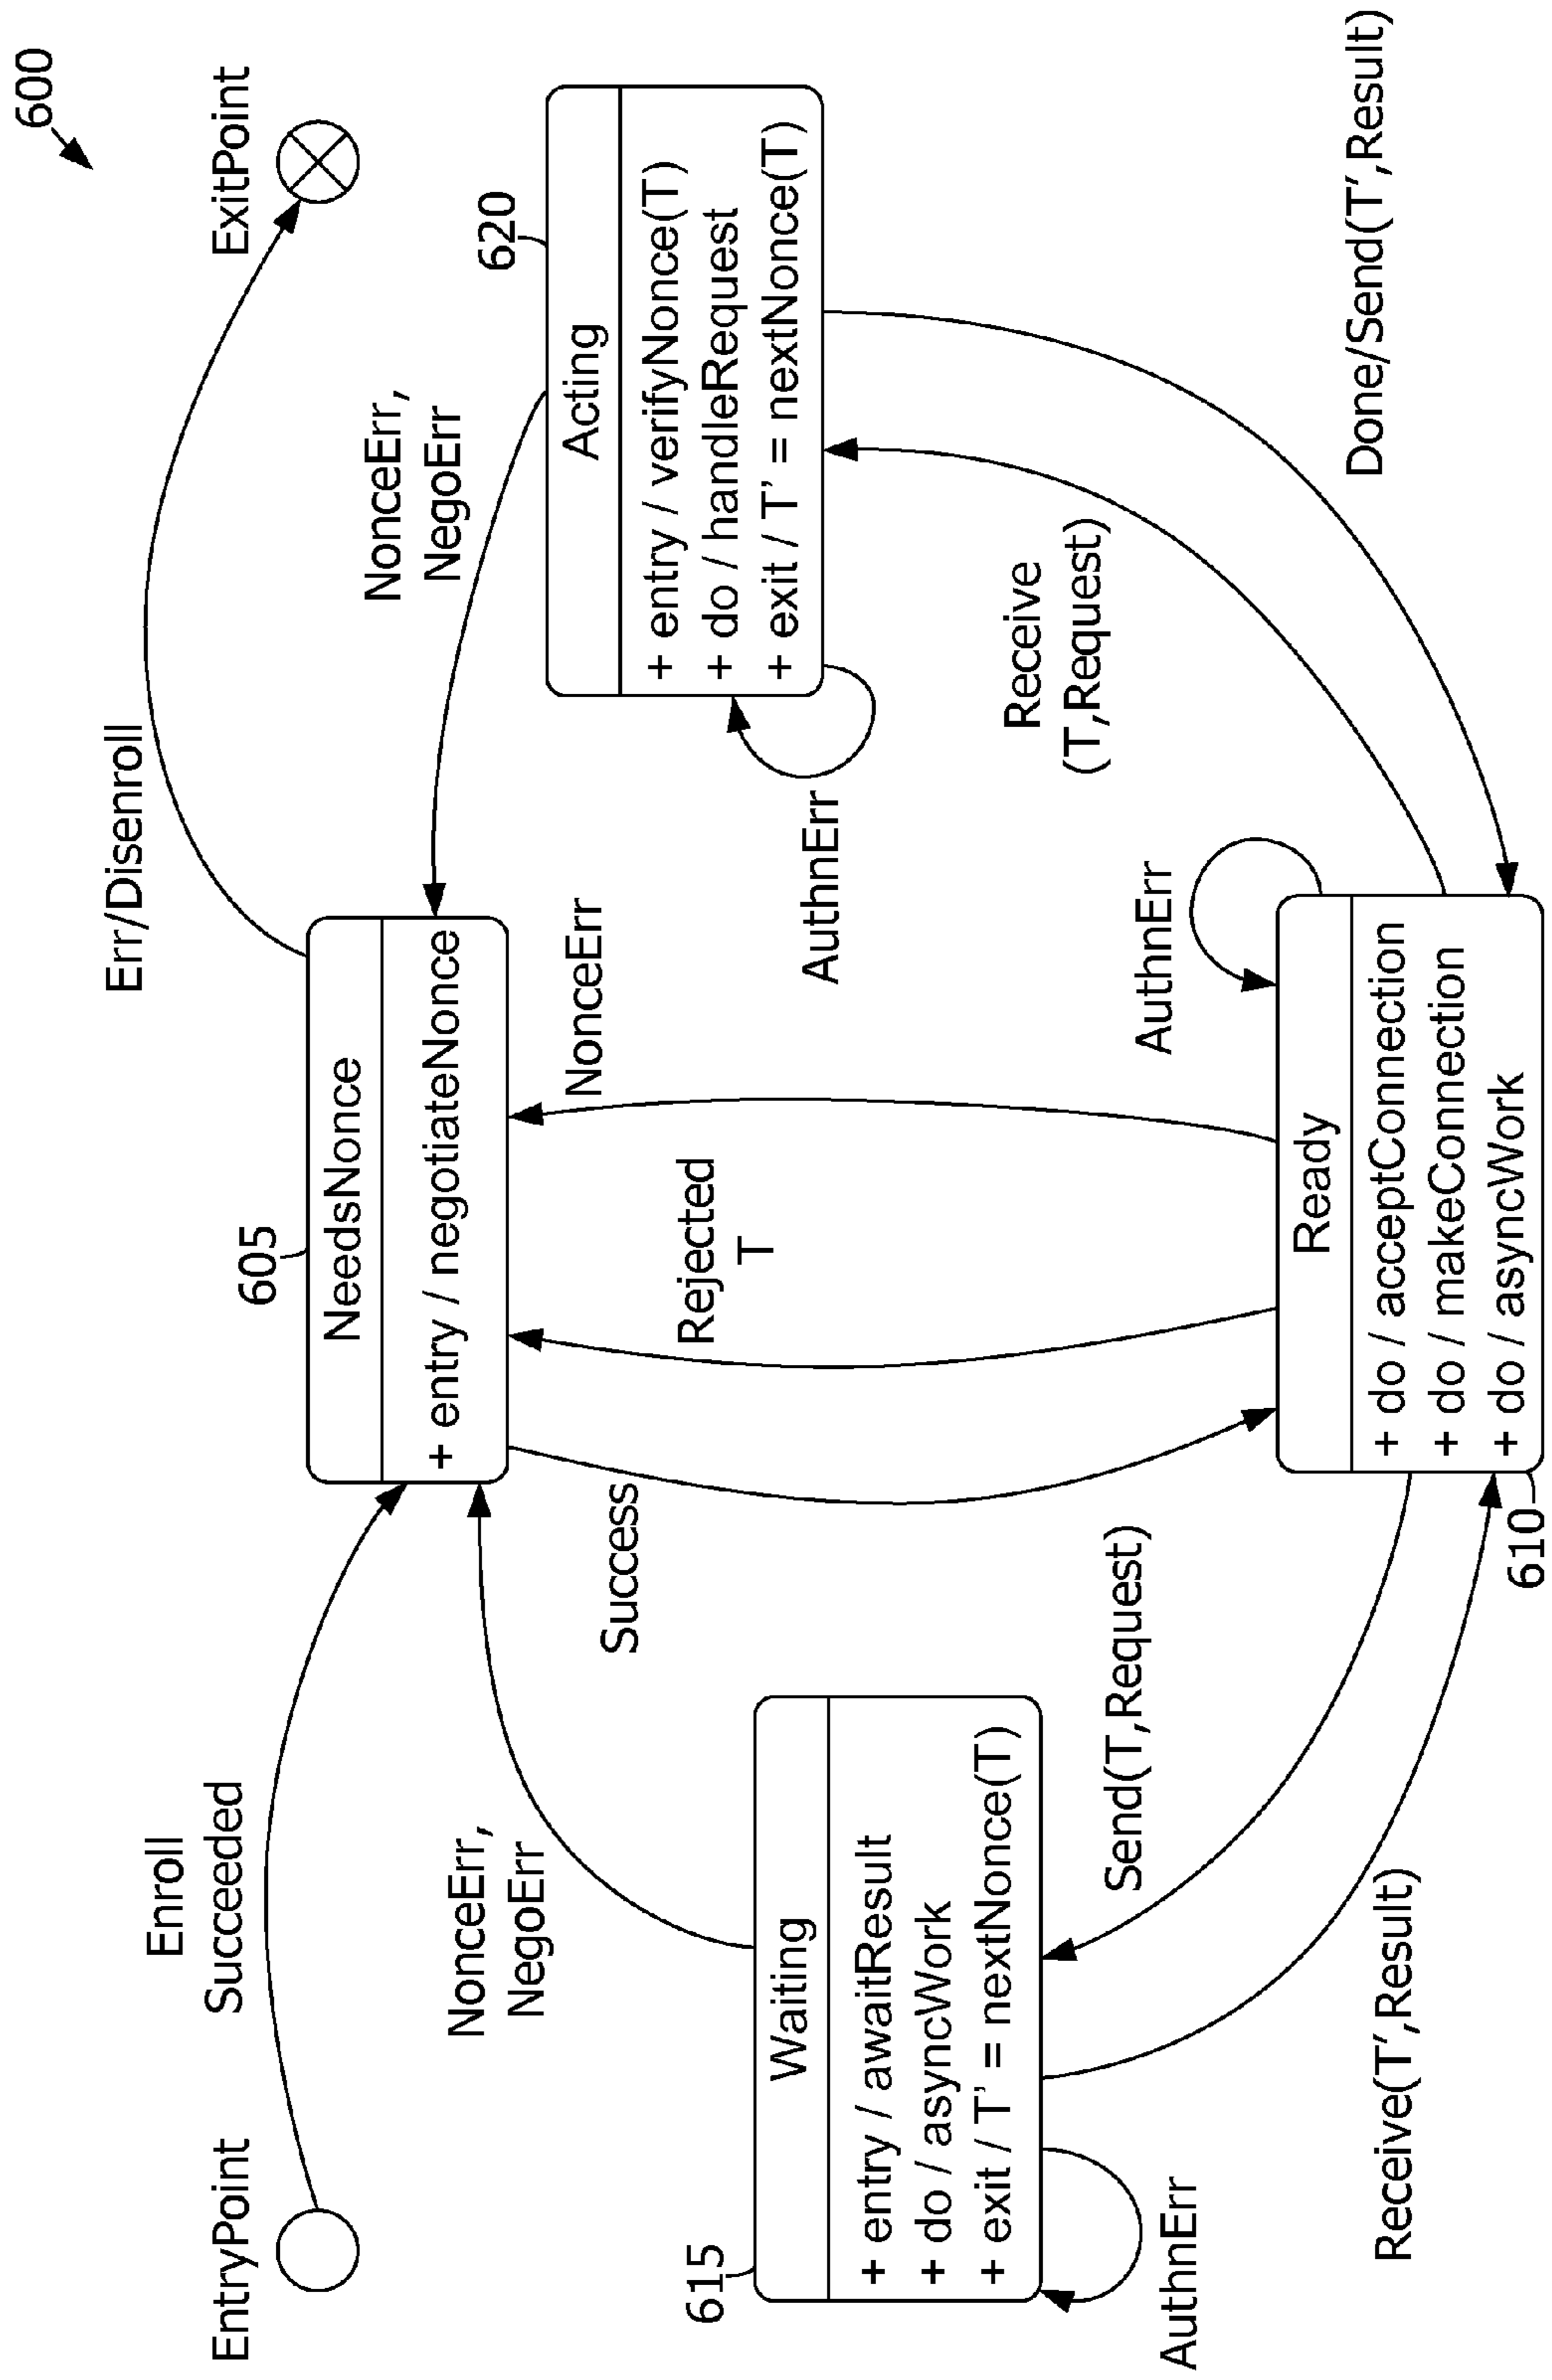 600
EntryPoint
Enroll
Succeeded
Err/Disenroll
ExitPoint
605
NeedsNonce
+ entry / negotiateNonce
NonceErr,
NegoErr
NonceErr,
NegoErr
620
Acting
+ entry / verifyNonce(T)
+ do / handleRequest
+ exit / T' = nextNonce(T)
Success
Rejected
T
NonceErr
AuthnErr
615
Waiting
+ entry / awaitResult
+ do / asyncWork
+ exit / T' = nextNonce(T)
AuthnErr
Send(T,Request)
Receive(T',Result)
AuthnErr
Receive
(T,Request)
Done/Send(T',Result)
Ready
+ do / acceptConnection
+ do / makeConnection
+ do / asyncWork
610